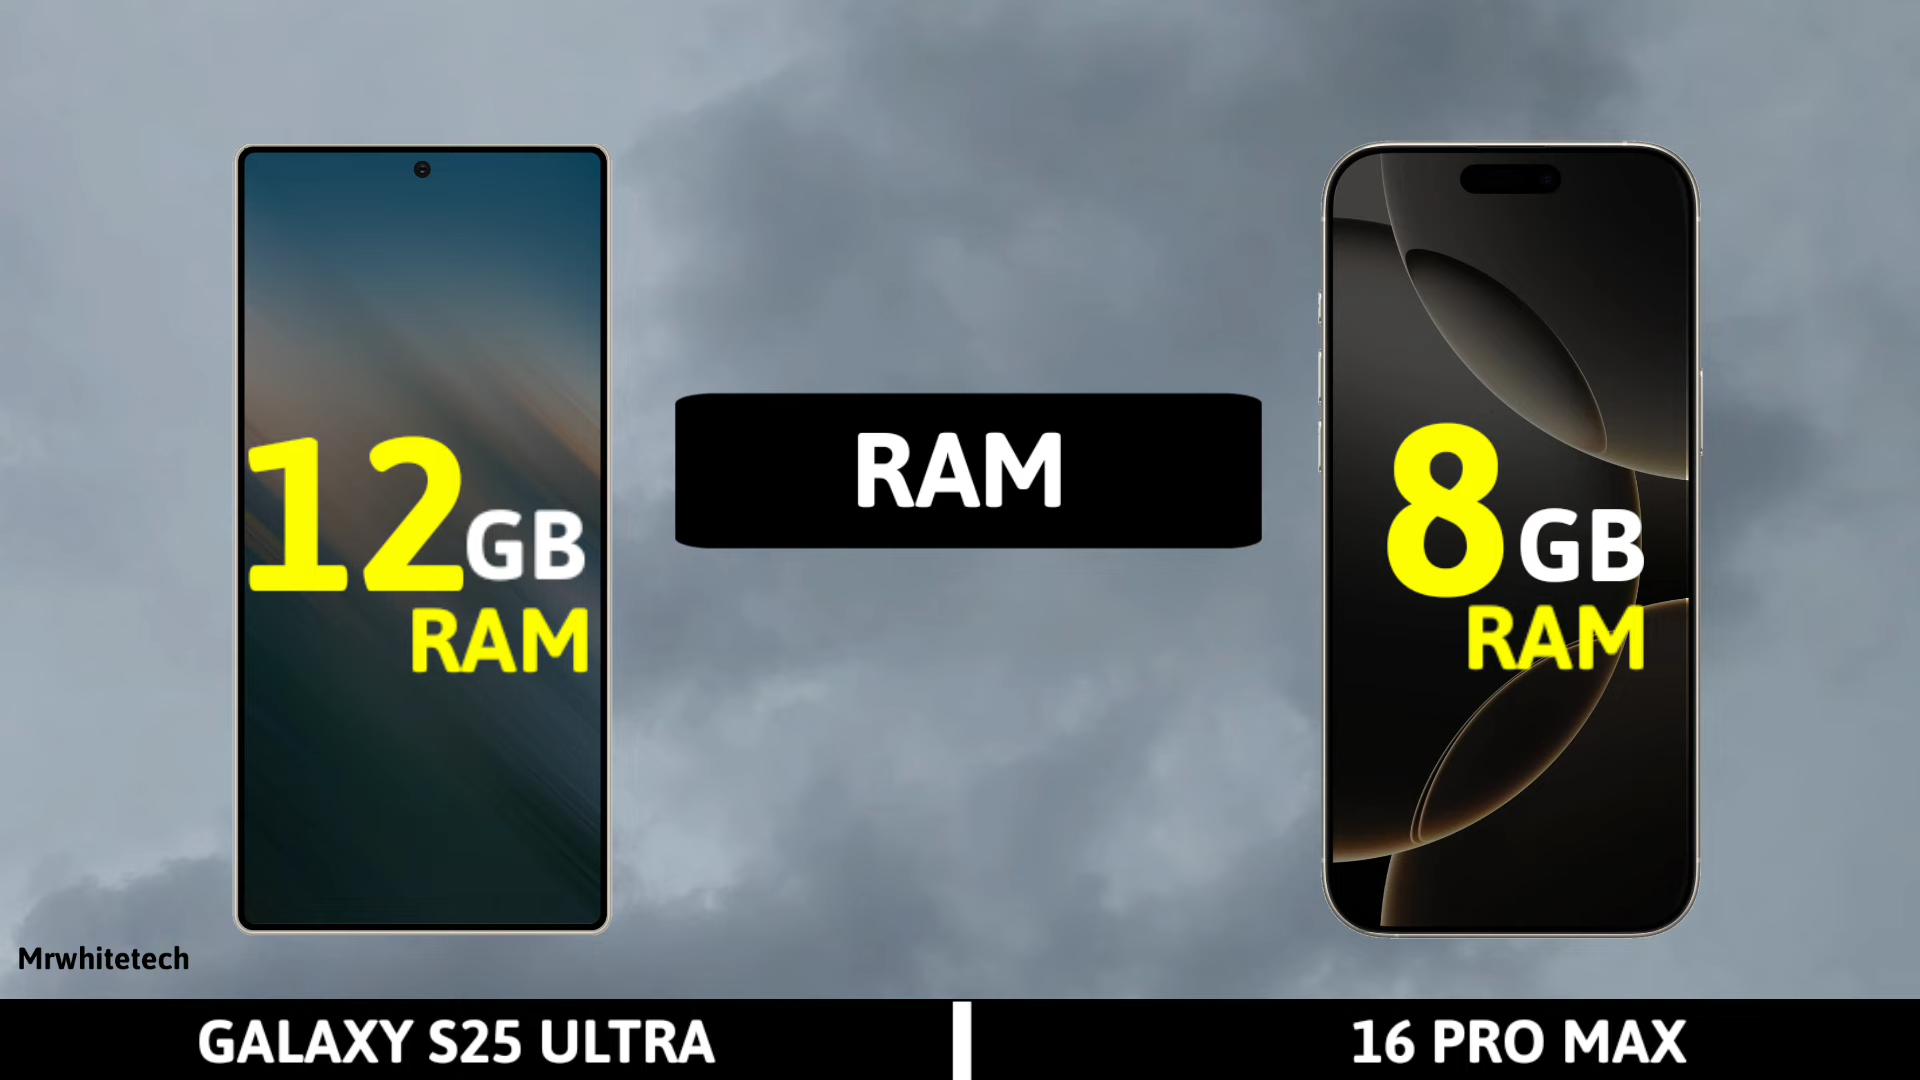 RAM
12GB
RAM
8GB
RAM
Mrwhitetech
GALAXY S25 ULTRA
16 PRO MAX